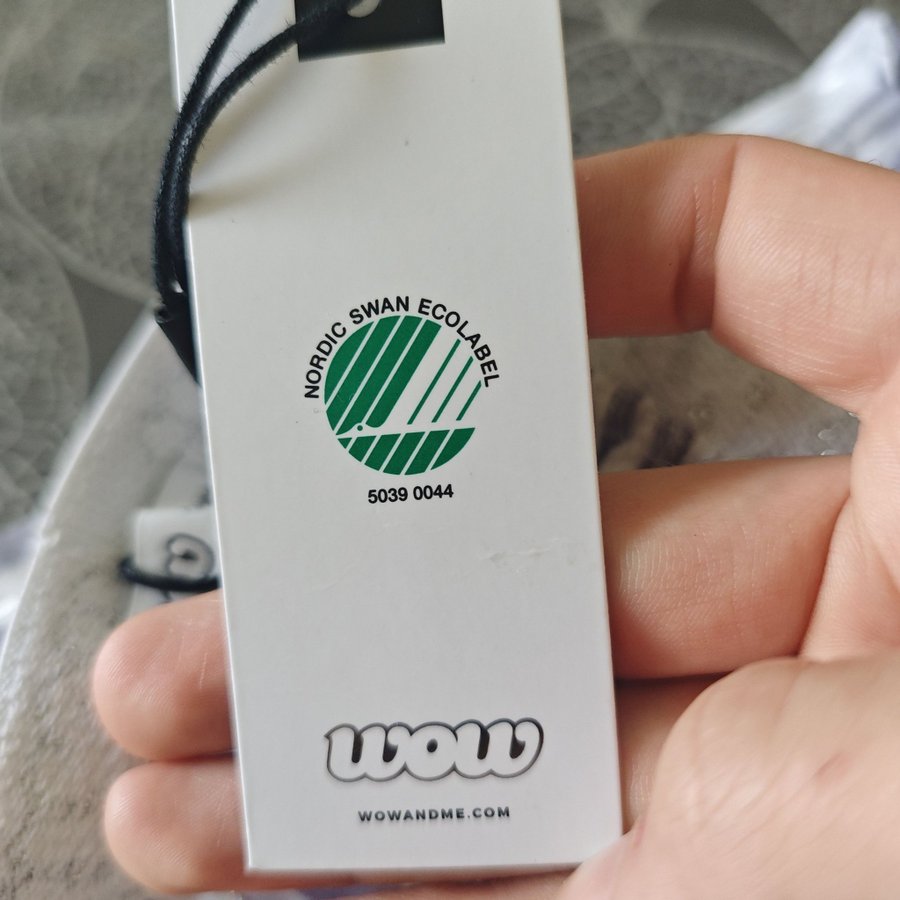 NORDIC SWAN ECOLABEL
5039 0044
WOW
WOWANDME.COM